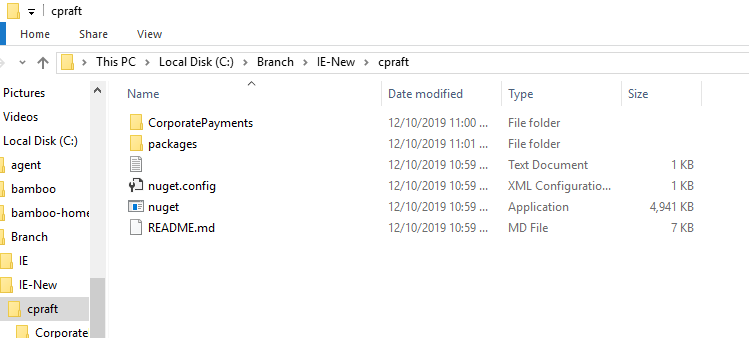 cpraft
Home Share View
This PC Local Disk (C:) Branch IE-New cpraft
Pictures
Videos
Local Disk (C:)
agent
bamboo
bamboo-home
Branch
IE
IE-New
cpraft
Corporate
Name Date modified Type Size
CorporatePayments 12/10/2019 11:00 ... File folder
packages 12/10/2019 11:01 ... File folder
12/10/2019 10:59 ... Text Document 1 KB
nuget.config 12/10/2019 10:59 ... XML Configuratio... 1 KB
nuget 12/10/2019 10:59 ... Application 4,941 KB
README.md 12/10/2019 10:59 ... MD File 7 KB